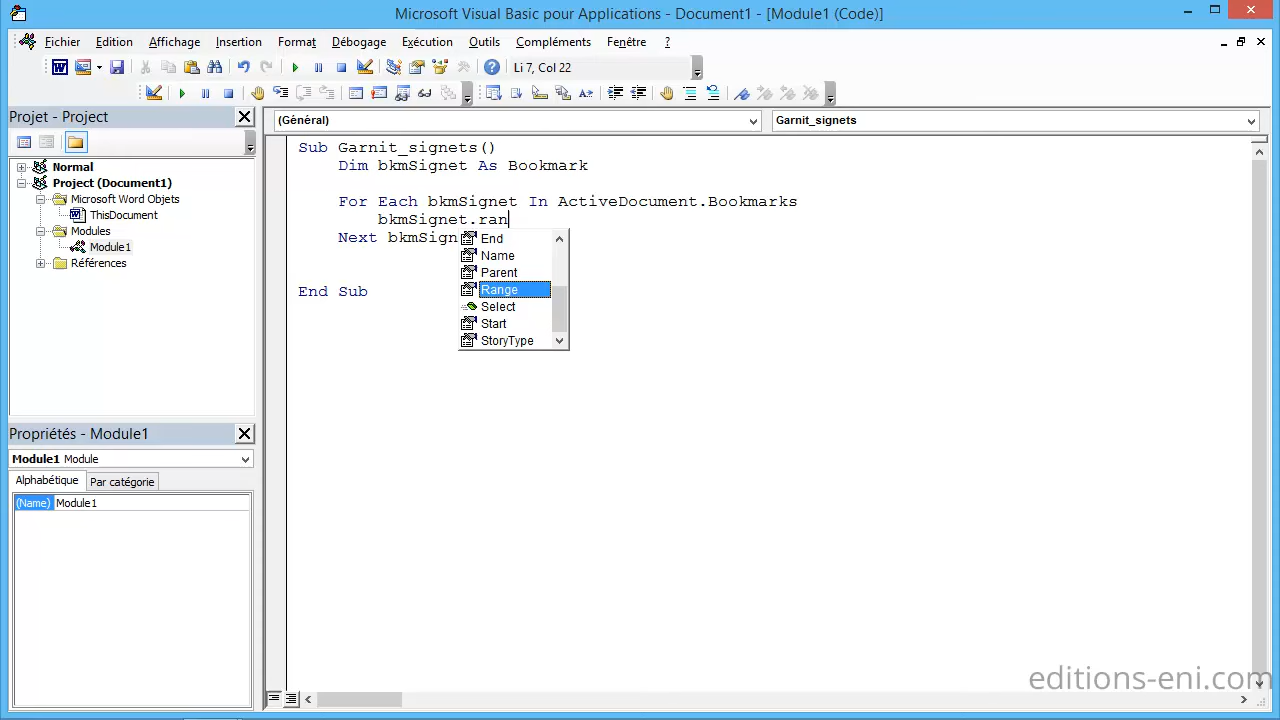 Microsoft Visual Basic pour Applications - Document1 - [Module1 (Code)]
Fichier Edition Affichage Insertion Format Débogage Exécution Outils Compléments Fenêtre ?
Li 7, Col 22
Projet - Project
(Général)
Garnit_signets
Normal
Project (Document1)
Microsoft Word Objets
ThisDocument
Modules
Module1
Références
Sub Garnit_signets()
Dim bkmSignet As Bookmark
For Each bkmSignet In ActiveDocument.Bookmarks
bkmSignet.ran
Next bkmSign
End Sub
End
Name
Parent
Range
Select
Start
StoryType
Propriétés - Module1
Module1 Module
Alphabétique Par catégorie
(Name) Module1
editions-eni.com